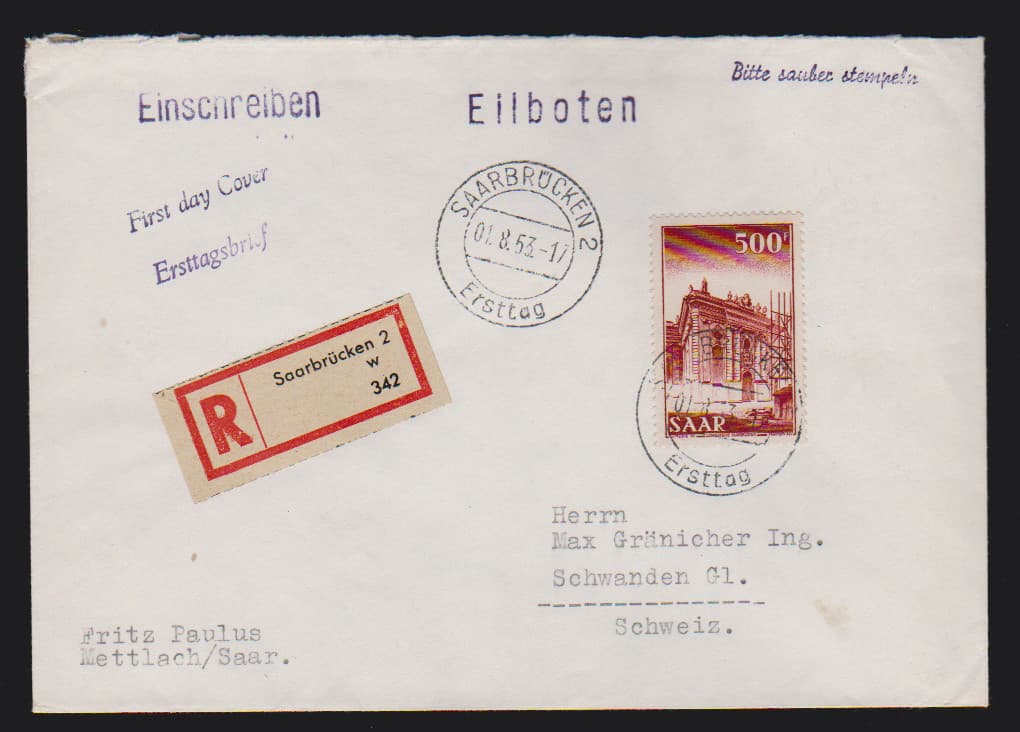 Bitte sauber stempeln
Einschreiben
Eilboten
First day Cover
Ersttagsbrief
SAARBRÜCKEN 2
01.8.53.-17
Ersttag
500F
SAAR
Ersttag
R
Saarbrücken 2
w
342
Herrn
Max Gränicher Ing.
Schwanden Gl.
Schweiz.
Fritz Paulus
Mettlach/Saar.